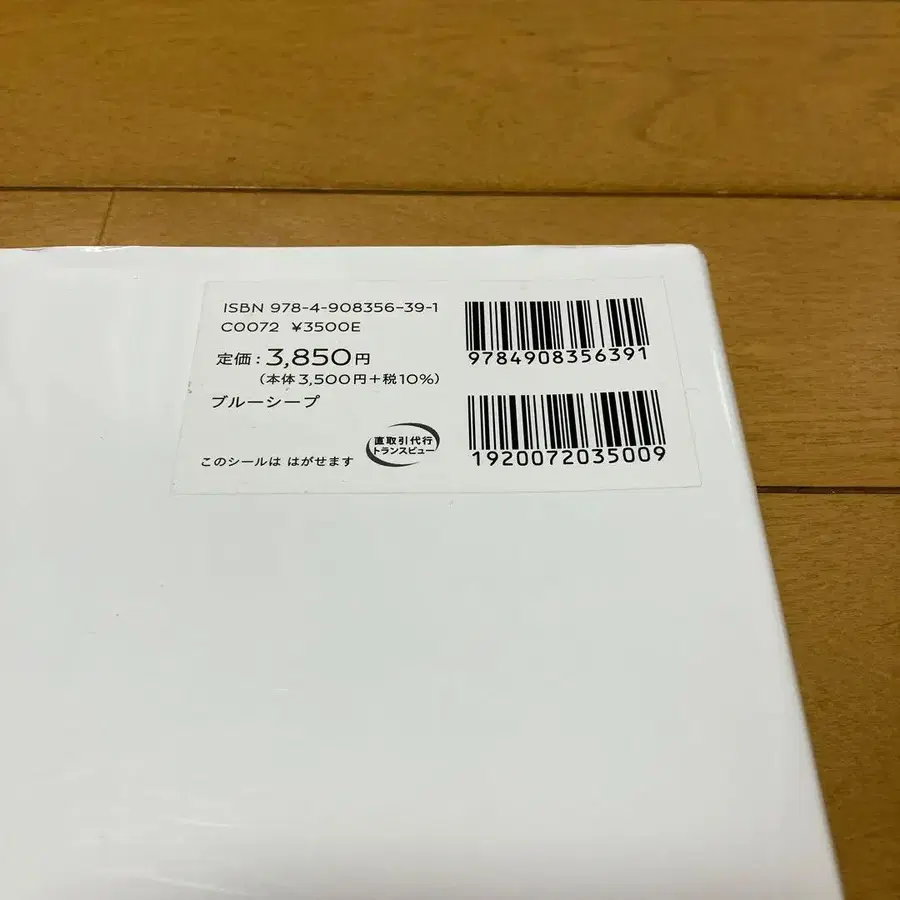 ISBN 978-4-908356-39-1
C0072 ¥3500E
定価：3,850円
（本体3,500円＋税10%）
ブルーシープ
このシールは はがせます
直取引代行
トランスビュー
9784908356391
1920072035009